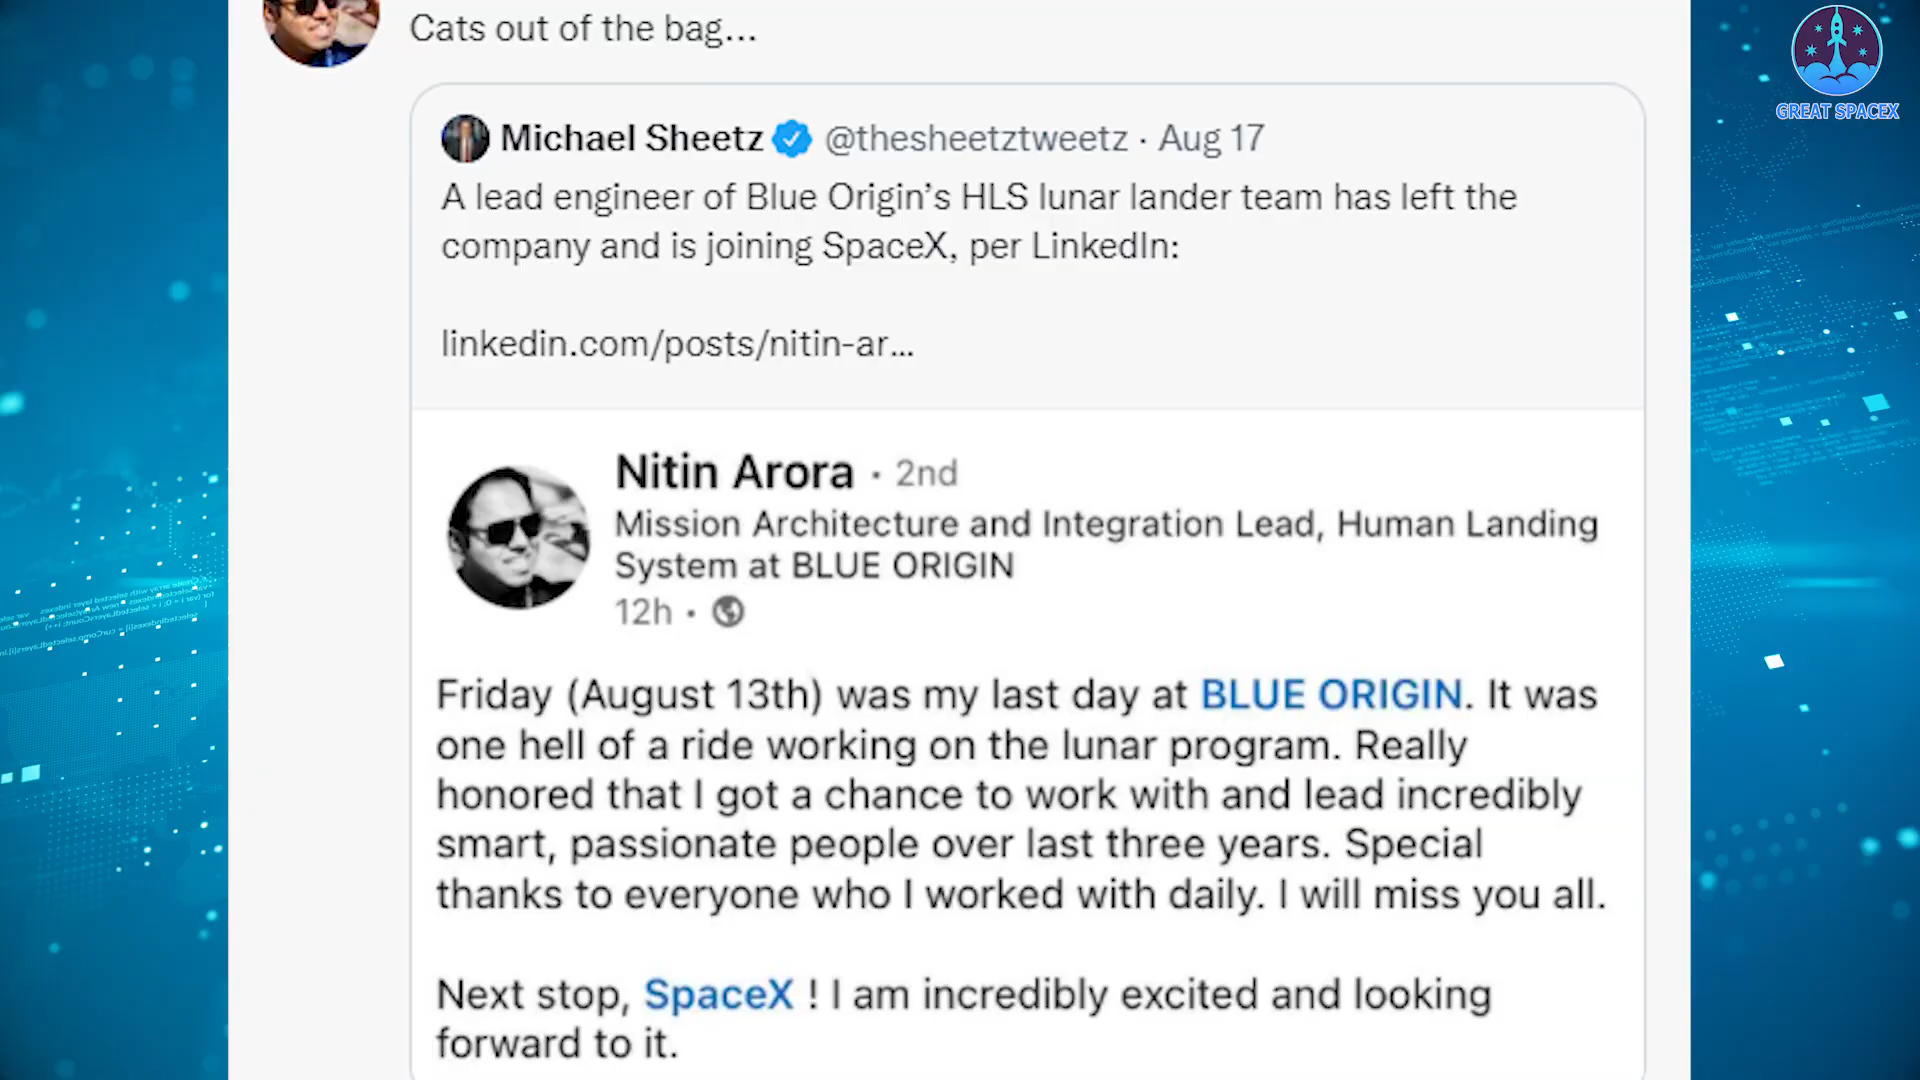 Cats out of the bag...
GREAT SPACEX
Michael Sheetz @thesheetztweetz · Aug 17
A lead engineer of Blue Origin’s HLS lunar lander team has left the
company and is joining SpaceX, per LinkedIn:
linkedin.com/posts/nitin-ar...
Nitin Arora · 2nd
Mission Architecture and Integration Lead, Human Landing
System at BLUE ORIGIN
12h ·
Friday (August 13th) was my last day at BLUE ORIGIN. It was
one hell of a ride working on the lunar program. Really
honored that I got a chance to work with and lead incredibly
smart, passionate people over last three years. Special
thanks to everyone who I worked with daily. I will miss you all.
Next stop, SpaceX ! I am incredibly excited and looking
forward to it.